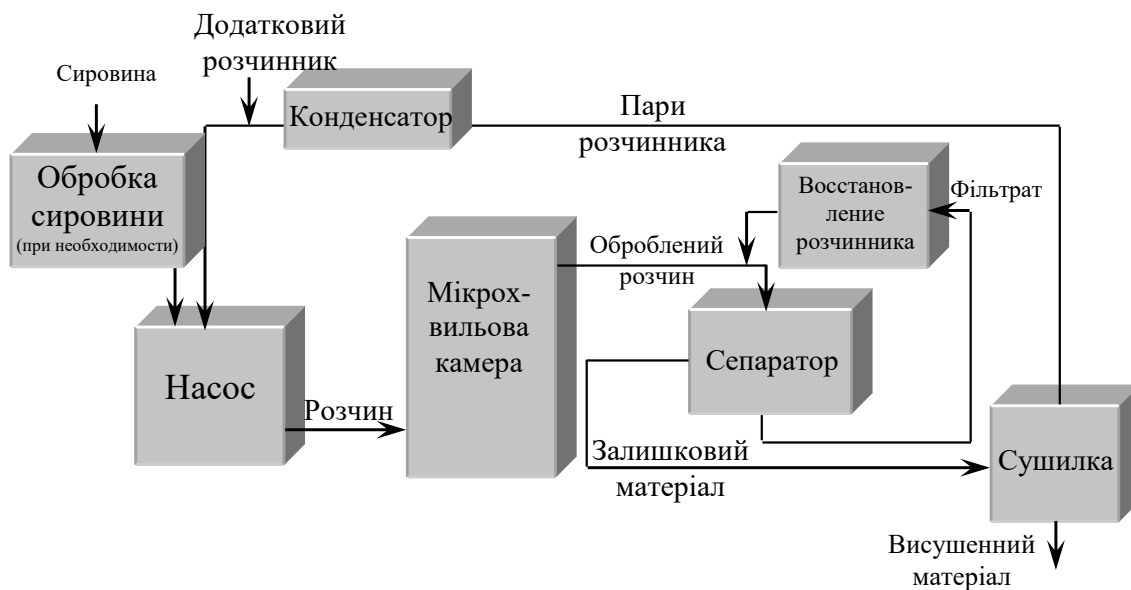 Додатковий
розчинник
Сировина
Конденсатор
Пари
розчинника
Обробка
сировини
(при необходимости)
Восстанов-
ление
розчинника
Фільтрат
Оброблений
розчин
Мікрох-
вильова
камера
Сепаратор
Насос
Розчин
Залишковий
матеріал
Сушилка
Висушенний
матеріал